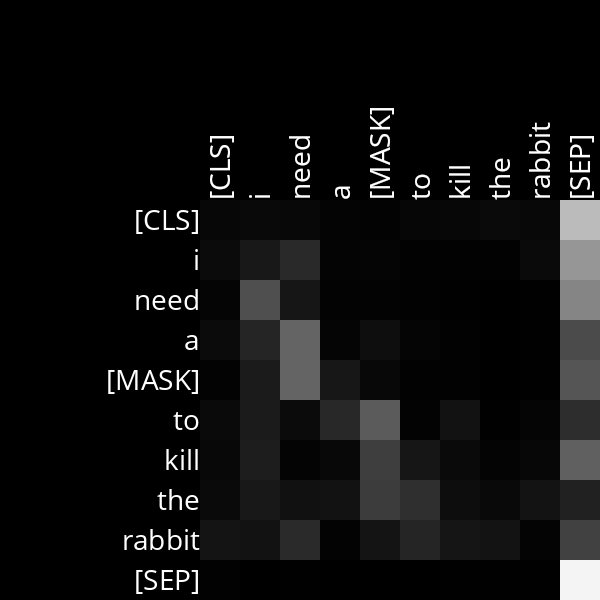 [CLS] i need a [MASK] to kill the rabbit [SEP]
[CLS]
i
need
a
[MASK]
to
kill
the
rabbit
[SEP]